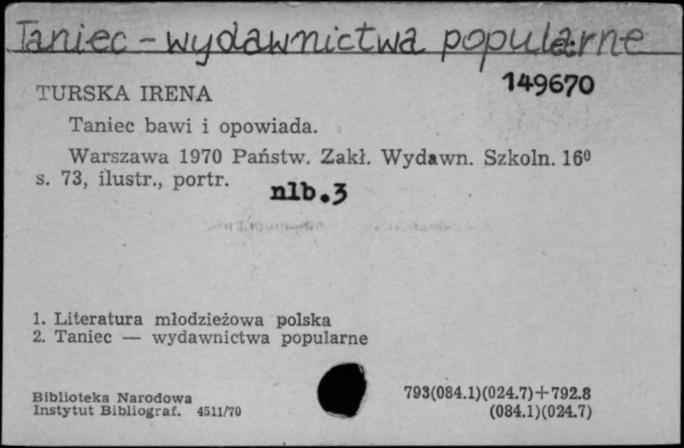 Taniec - wydawnictwa popularne
149670
TURSKA IRENA
Taniec bawi i opowiada.
Warszawa 1970 Państw. Zakł. Wydawn. Szkoln. 16⁰
s. 73, ilustr., portr.
nlb.3
1. Literatura młodzieżowa polska
2. Taniec — wydawnictwa popularne
Biblioteka Narodowa
Instytut Bibliograf. 4511/70
793(084.1)(024.7)+792.8
(084.1)(024.7)